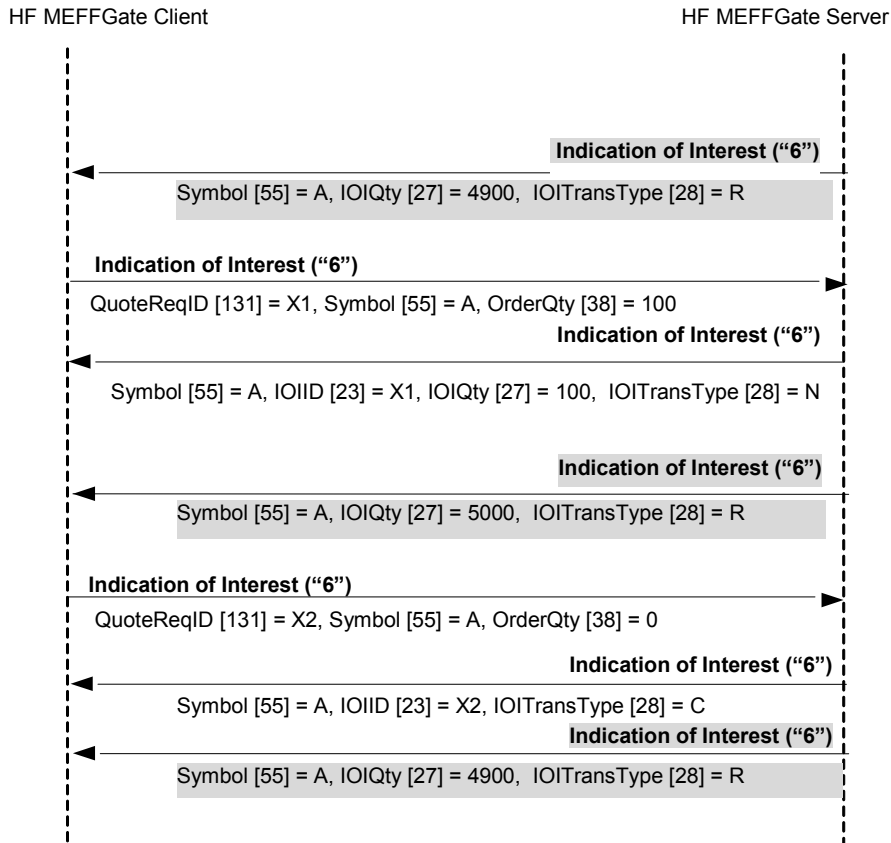 HF MEFFGate Client
HF MEFFGate Server
Indication of Interest (“6”)
Symbol [55] = A, IOIQty [27] = 4900, IOITransType [28] = R
Indication of Interest (“6”)
QuoteReqID [131] = X1, Symbol [55] = A, OrderQty [38] = 100
Indication of Interest (“6”)
Symbol [55] = A, IOIID [23] = X1, IOIQty [27] = 100, IOITransType [28] = N
Indication of Interest (“6”)
Symbol [55] = A, IOIQty [27] = 5000, IOITransType [28] = R
Indication of Interest (“6”)
QuoteReqID [131] = X2, Symbol [55] = A, OrderQty [38] = 0
Indication of Interest (“6”)
Symbol [55] = A, IOIID [23] = X2, IOITransType [28] = C
Indication of Interest (“6”)
Symbol [55] = A, IOIQty [27] = 4900, IOITransType [28] = R